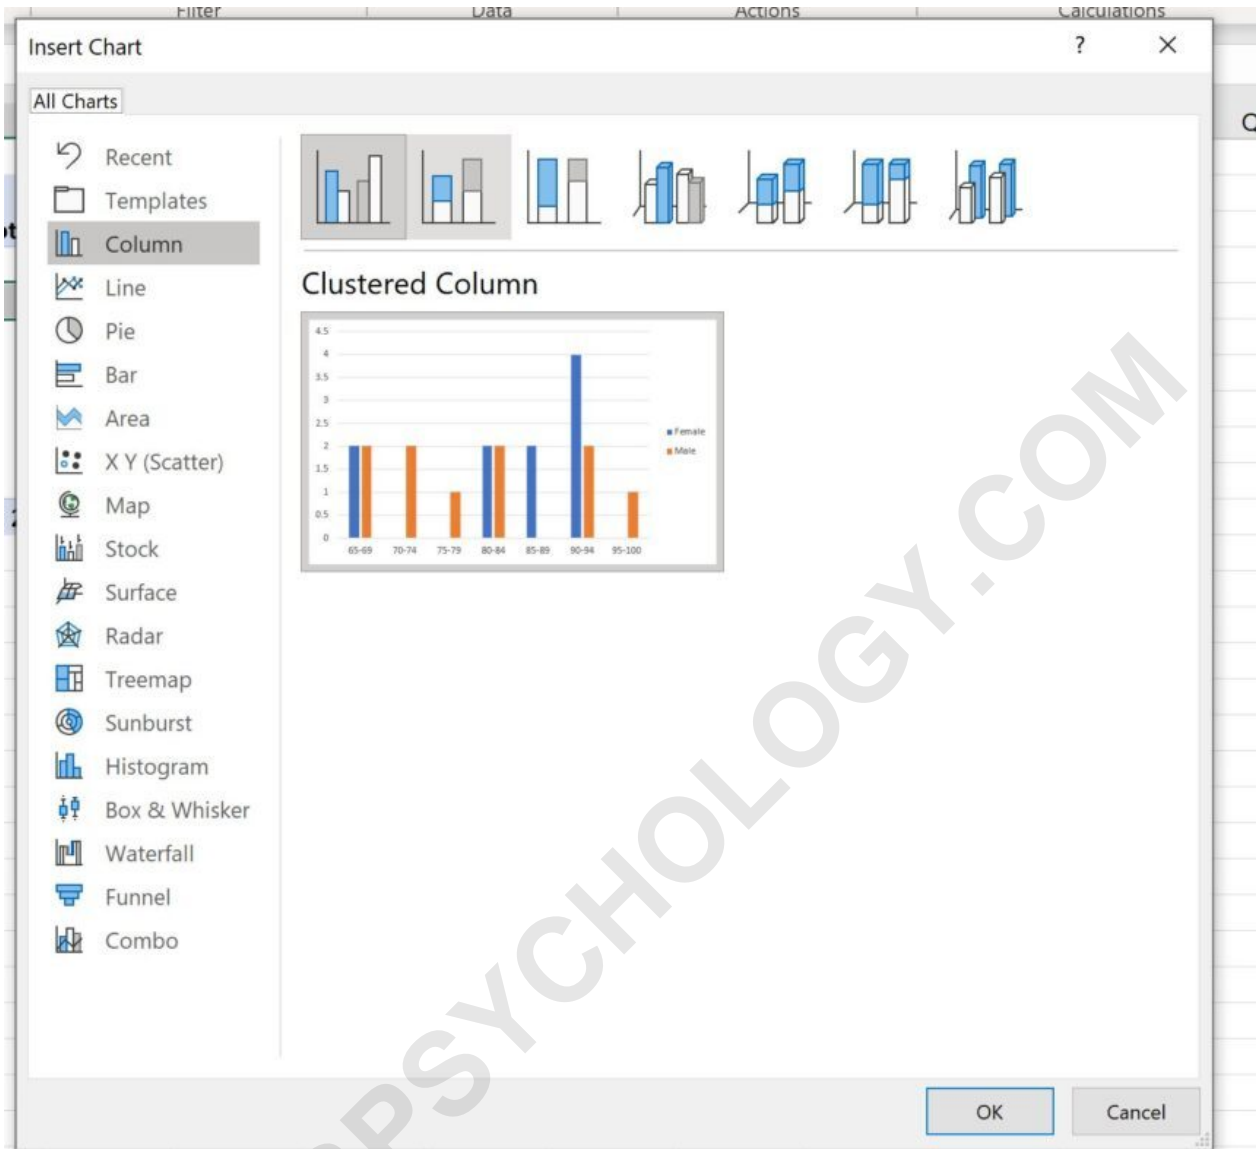 Filter Data Actions Calculations
Insert Chart ? ×
All Charts
Recent
Templates
Column
Line
Pie
Bar
Area
X Y (Scatter)
Map
Stock
Surface
Radar
Treemap
Sunburst
Histogram
Box & Whisker
Waterfall
Funnel
Combo
Clustered Column
4.5
4
3.5
3
2.5
2
1.5
1
0.5
0
65-69 70-74 75-79 80-84 85-89 90-94 95-100
Female
Male
OK Cancel
PSYCHOLOGY.COM